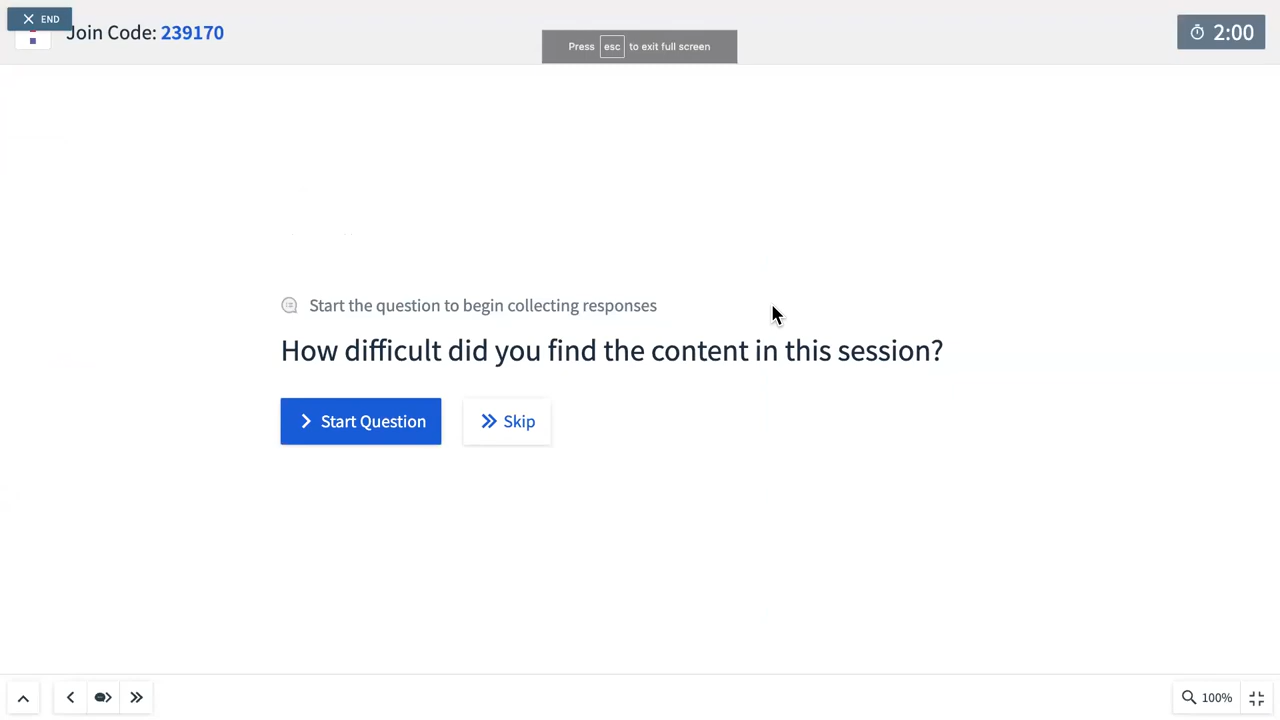 END
Join Code: 239170
Press esc to exit full screen
2:00
Start the question to begin collecting responses
How difficult did you find the content in this session?
Start Question
Skip
100%